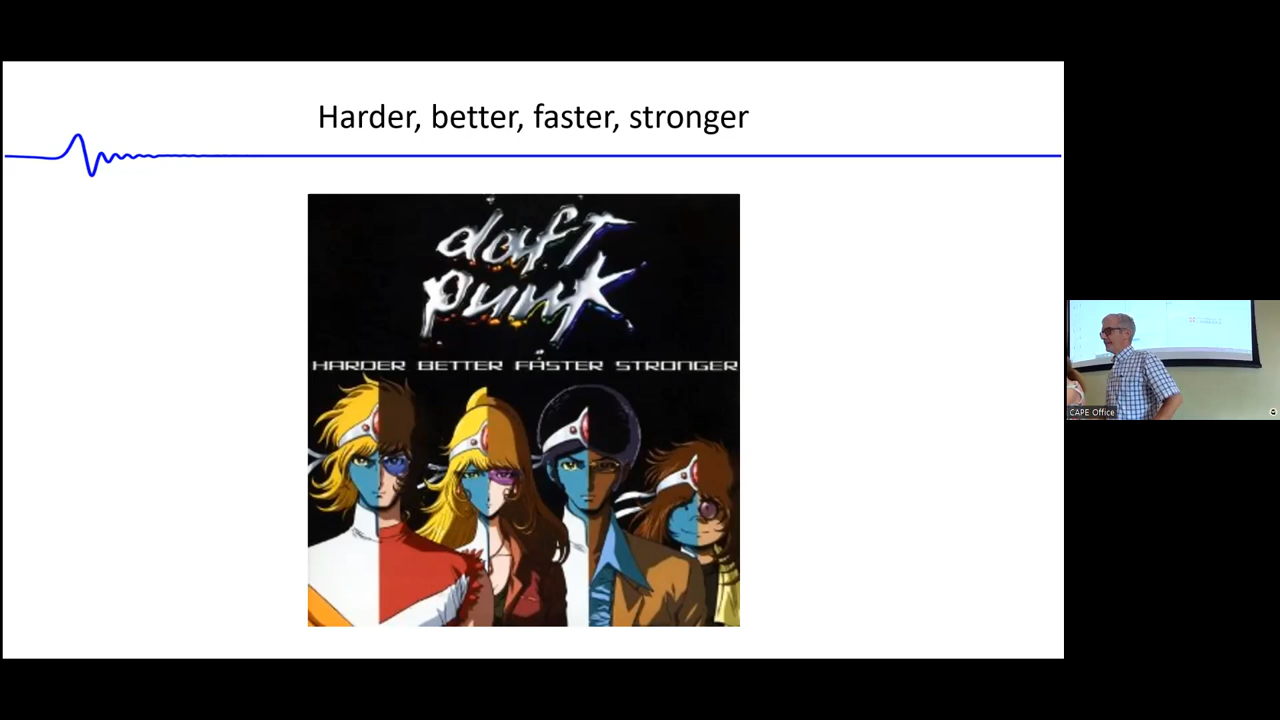 Harder, better, faster, stronger
daft
punk
HARDER BETTER FASTER STRONGER
CAPE Office